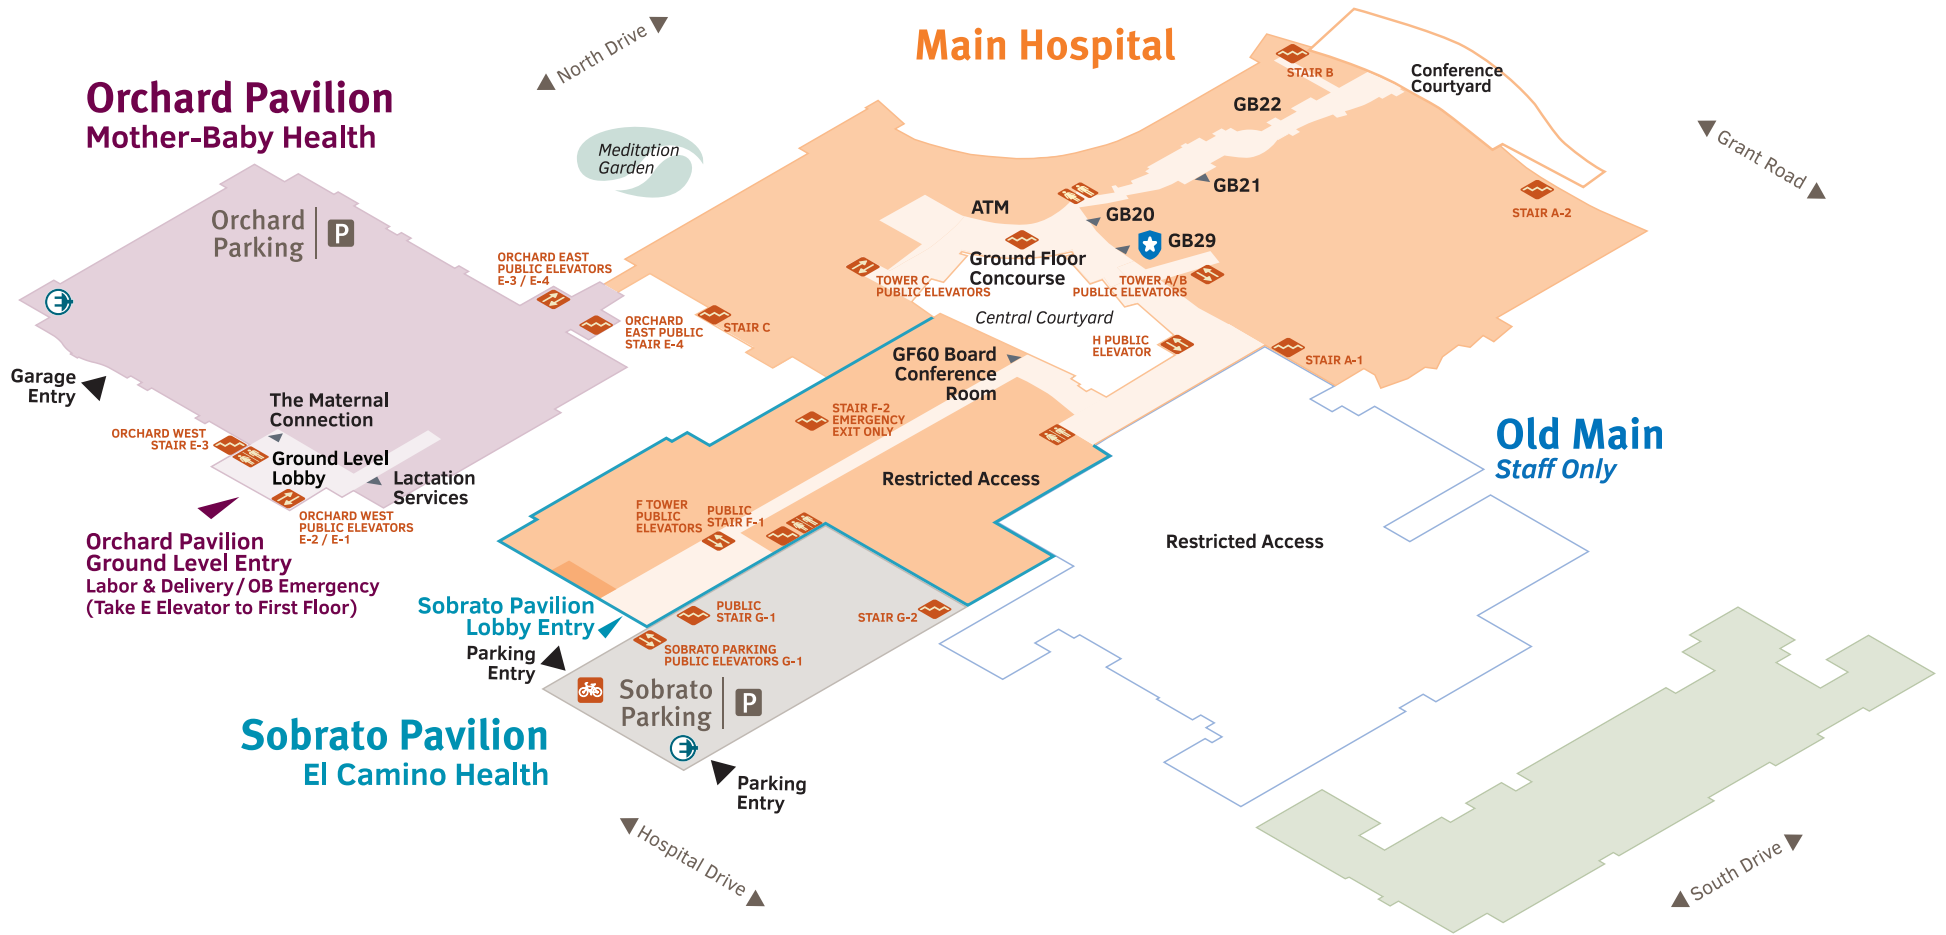 North Drive
Main Hospital
Orchard Pavilion
Mother-Baby Health
Meditation
Garden
Orchard
Parking
P
STAIR B
Conference
Courtyard
GB22
Grant Road
GB21
STAIR A-2
ATM
GB20
GB29
Ground Floor
Concourse
ORCHARD EAST
PUBLIC ELEVATORS
E-3 / E-4
ORCHARD
EAST PUBLIC
STAIR E-4
STAIR C
TOWER C
PUBLIC ELEVATORS
TOWER A/B
PUBLIC ELEVATORS
Central Courtyard
H PUBLIC
ELEVATOR
STAIR A-1
GF60 Board
Conference
Room
Garage
Entry
The Maternal
Connection
ORCHARD WEST
STAIR E-3
Ground Level
Lobby
Lactation
Services
ORCHARD WEST
PUBLIC ELEVATORS
E-2 / E-1
Orchard Pavilion
Ground Level Entry
Labor & Delivery / OB Emergency
(Take E Elevator to First Floor)
STAIR F-2
EMERGENCY
EXIT ONLY
Restricted Access
Old Main
Staff Only
Restricted Access
F TOWER
PUBLIC
ELEVATORS
PUBLIC
STAIR F-1
Sobrato Pavilion
Lobby Entry
PUBLIC
STAIR G-1
STAIR G-2
SOBRATO PARKING
PUBLIC ELEVATORS G-1
Parking
Entry
Sobrato
Parking
P
Sobrato Pavilion
El Camino Health
Parking
Entry
Hospital Drive
South Drive